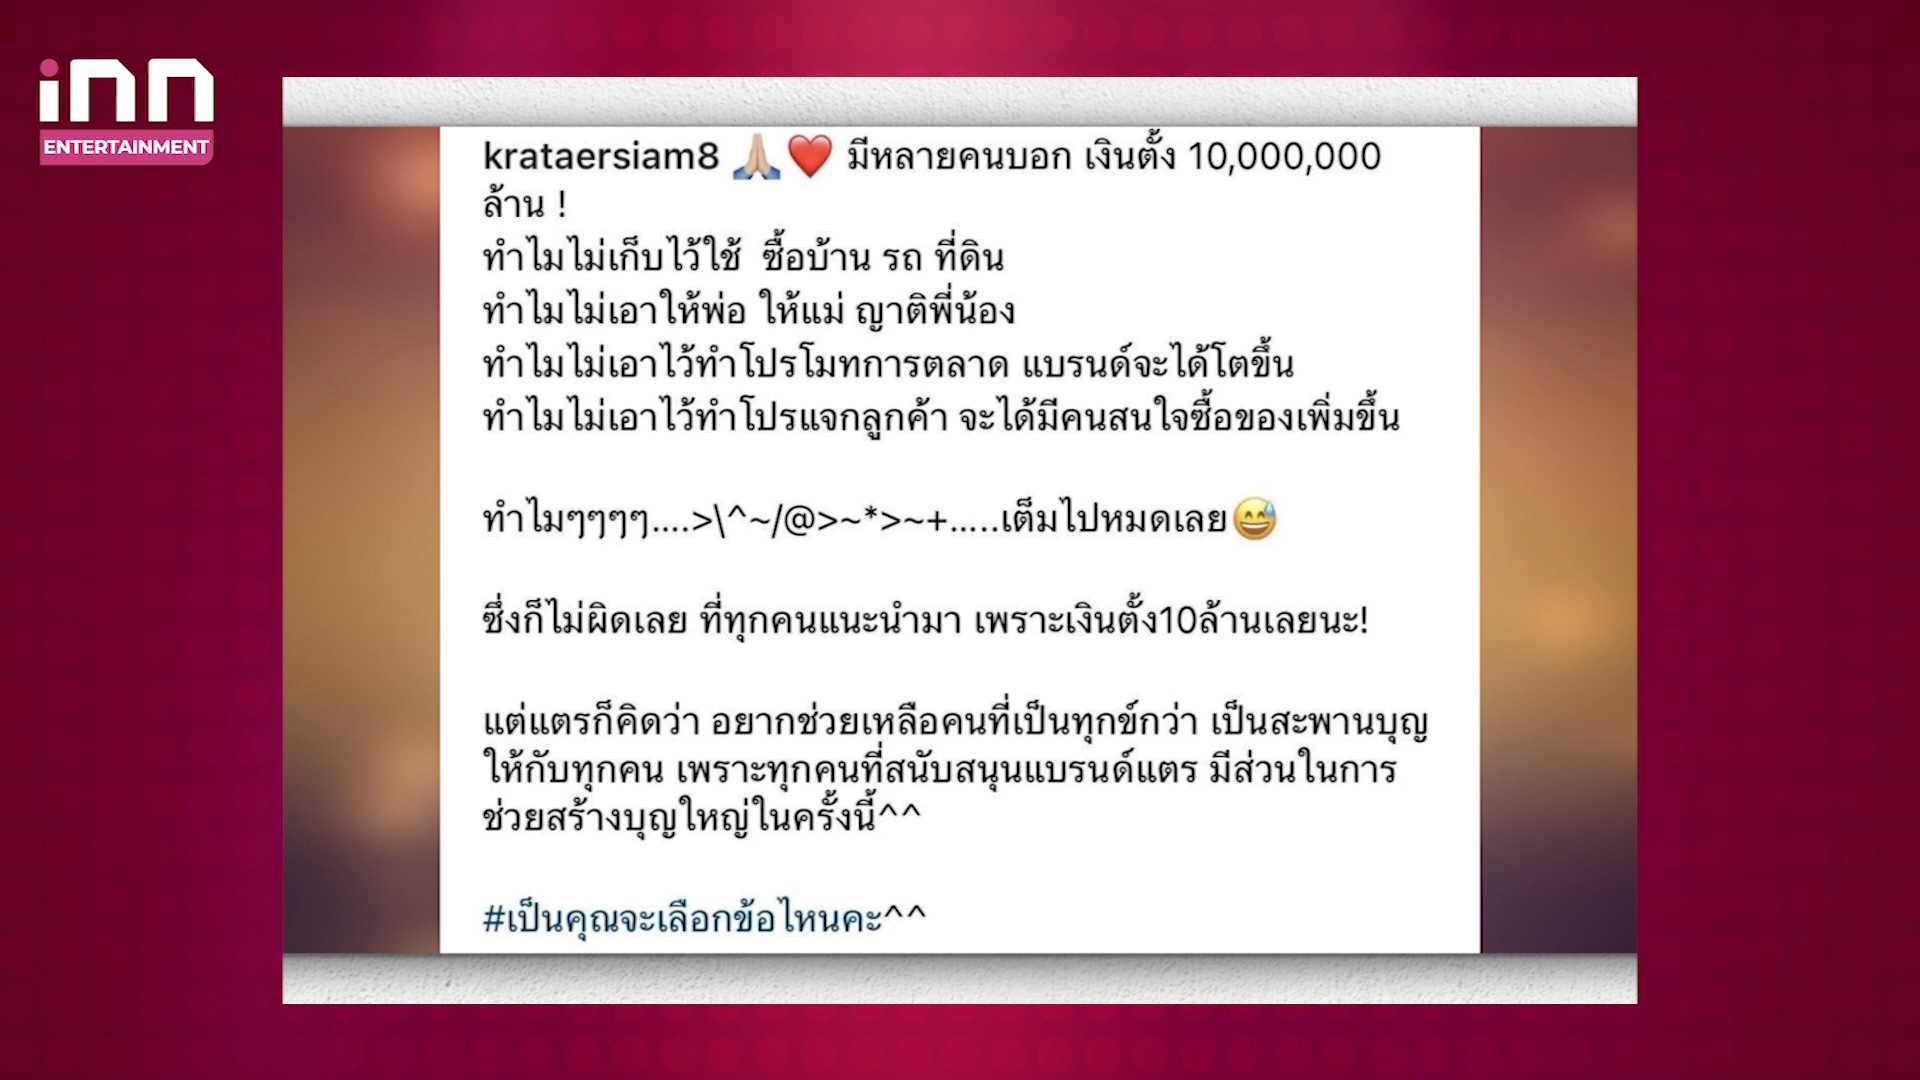 inn
ENTERTAINMENT
krataersiam8 🙏🏼❤️ มีหลายคนบอก เงินตั้ง 10,000,000
ล้าน !
ทำไมไม่เก็บไว้ใช้  ซื้อบ้าน รถ ที่ดิน
ทำไมไม่เอาให้พ่อ ให้แม่ ญาติพี่น้อง
ทำไมไม่เอาไว้ทำโปรโมทการตลาด แบรนด์จะได้โตขึ้น
ทำไมไม่เอาไว้ทำโปรแจกลูกค้า จะได้มีคนสนใจซื้อของเพิ่มขึ้น
ทำไมๆๆๆๆ....>\^~/@>~*>~+.....เต็มไปหมดเลย😅
ซึ่งก็ไม่ผิดเลย ที่ทุกคนแนะนำมา เพราะเงินตั้ง10ล้านเลยนะ!
แต่แตรก็คิดว่า อยากช่วยเหลือคนที่เป็นทุกข์กว่า เป็นสะพานบุญ
ให้กับทุกคน เพราะทุกคนที่สนับสนุนแบรนด์แตร มีส่วนในการ
ช่วยสร้างบุญใหญ่ในครั้งนี้^^
#เป็นคุณจะเลือกข้อไหนคะ^^